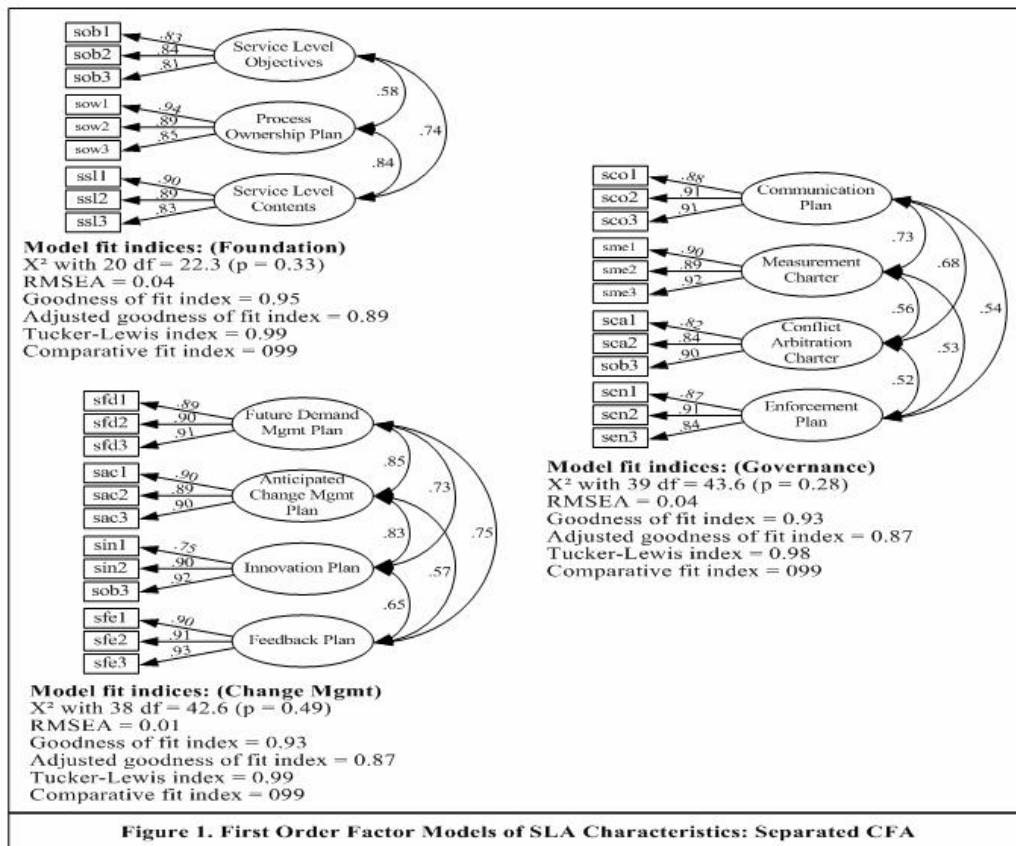 sob1
sob2
sob3
.83
.84
.81
Service Level
Objectives
sow1
sow2
sow3
.94
.89
.85
Process
Ownership Plan
ssl1
ssl2
ssl3
.90
.89
.83
Service Level
Contents
.58
.84
.74
Model fit indices: (Foundation)
X² with 20 df = 22.3 (p = 0.33)
RMSEA = 0.04
Goodness of fit index = 0.95
Adjusted goodness of fit index = 0.89
Tucker-Lewis index = 0.99
Comparative fit index = 099
sfd1
sfd2
sfd3
.89
.90
.91
Future Demand
Mgmt Plan
sac1
sac2
sac3
.90
.89
.90
Anticipated
Change Mgmt
Plan
sin1
sin2
sob3
.75
.90
.92
Innovation Plan
sfe1
sfe2
sfe3
.90
.91
.93
Feedback Plan
.85
.83
.65
.73
.57
.75
Model fit indices: (Change Mgmt)
X² with 38 df = 42.6 (p = 0.49)
RMSEA = 0.01
Goodness of fit index = 0.93
Adjusted goodness of fit index = 0.87
Tucker-Lewis index = 0.99
Comparative fit index = 099
sco1
sco2
sco3
.88
.91
.91
Communication
Plan
sme1
sme2
sme3
.90
.89
.92
Measurement
Charter
sca1
sca2
sob3
.82
.84
.90
Conflict
Arbitration
Charter
sen1
sen2
sen3
.87
.91
.84
Enforcement
Plan
.73
.56
.52
.68
.53
.54
Model fit indices: (Governance)
X² with 39 df = 43.6 (p = 0.28)
RMSEA = 0.04
Goodness of fit index = 0.93
Adjusted goodness of fit index = 0.87
Tucker-Lewis index = 0.98
Comparative fit index = 099
Figure 1. First Order Factor Models of SLA Characteristics: Separated CFA